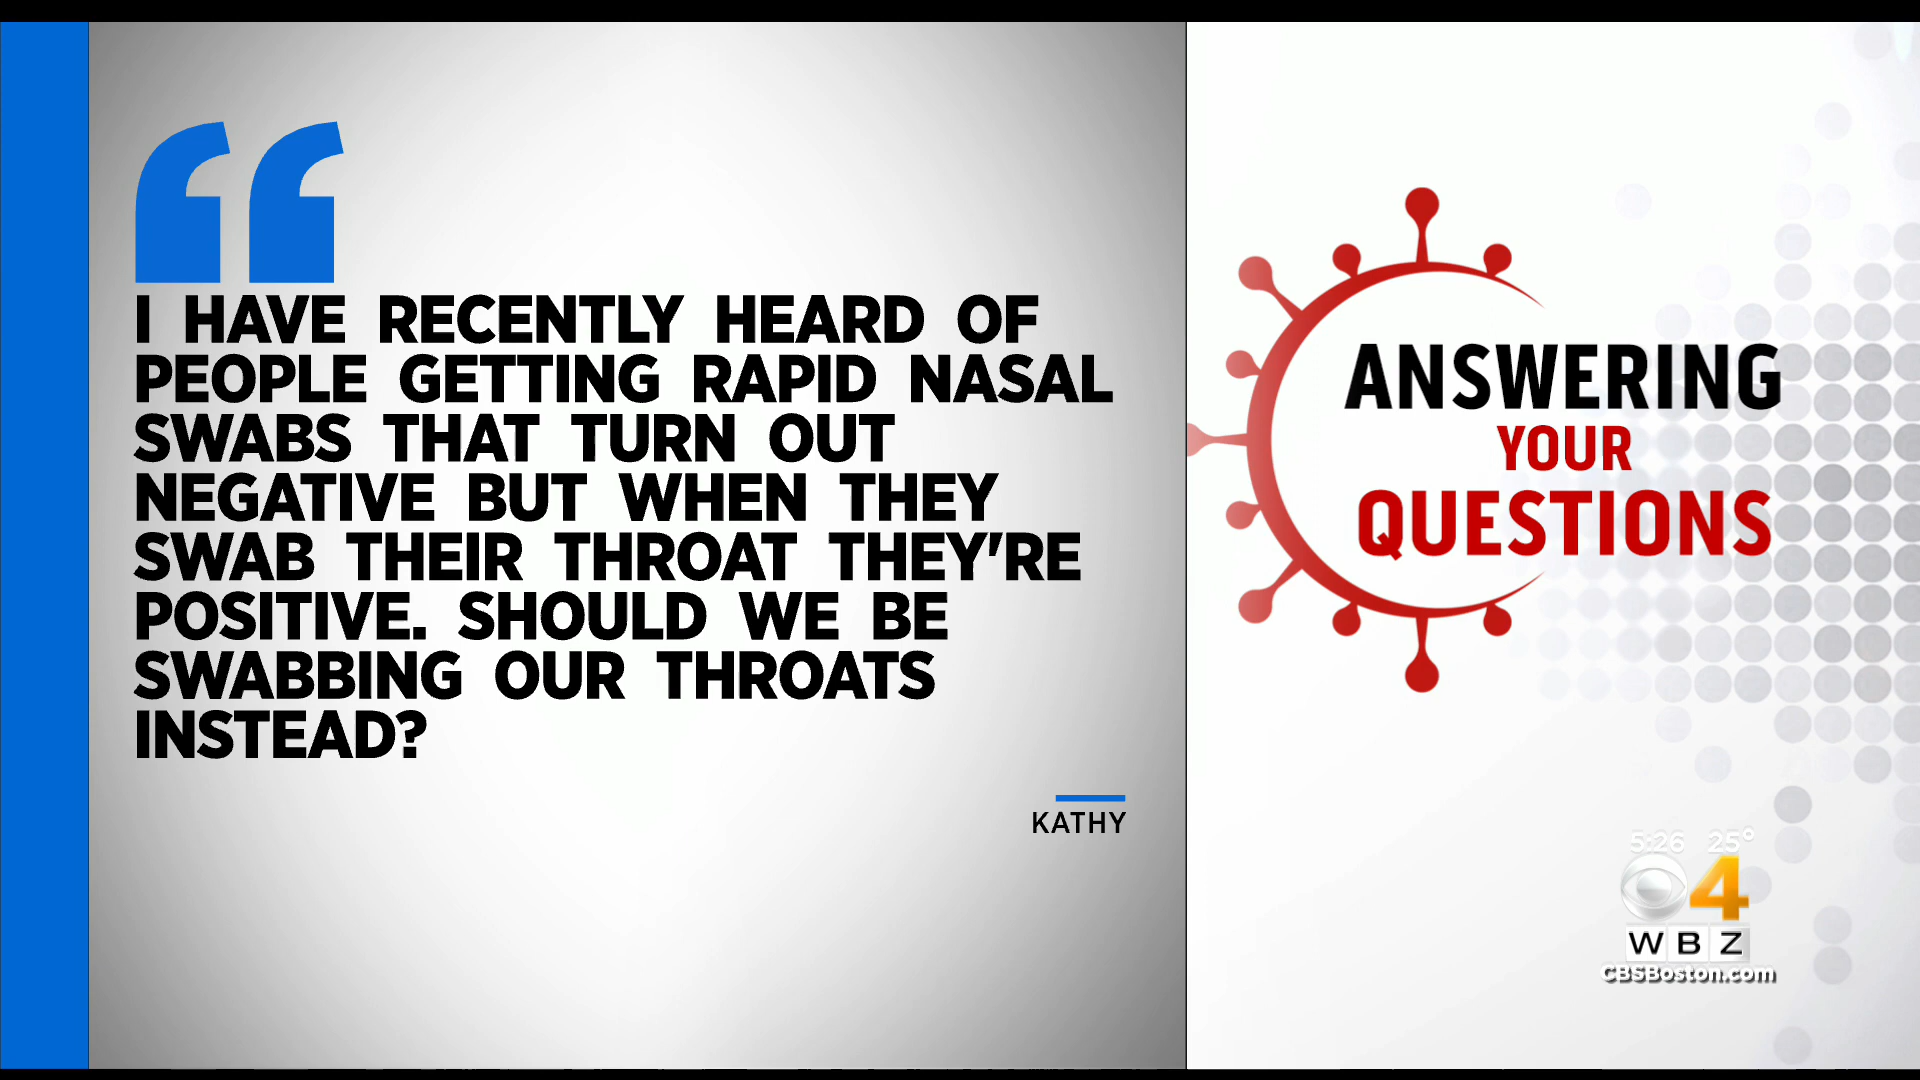 I HAVE RECENTLY HEARD OF
PEOPLE GETTING RAPID NASAL
SWABS THAT TURN OUT
NEGATIVE BUT WHEN THEY
SWAB THEIR THROAT THEY'RE
POSITIVE. SHOULD WE BE
SWABBING OUR THROATS
INSTEAD?
KATHY
ANSWERING
YOUR
QUESTIONS
5:26 25°
4
WBZ
CBSBoston.com